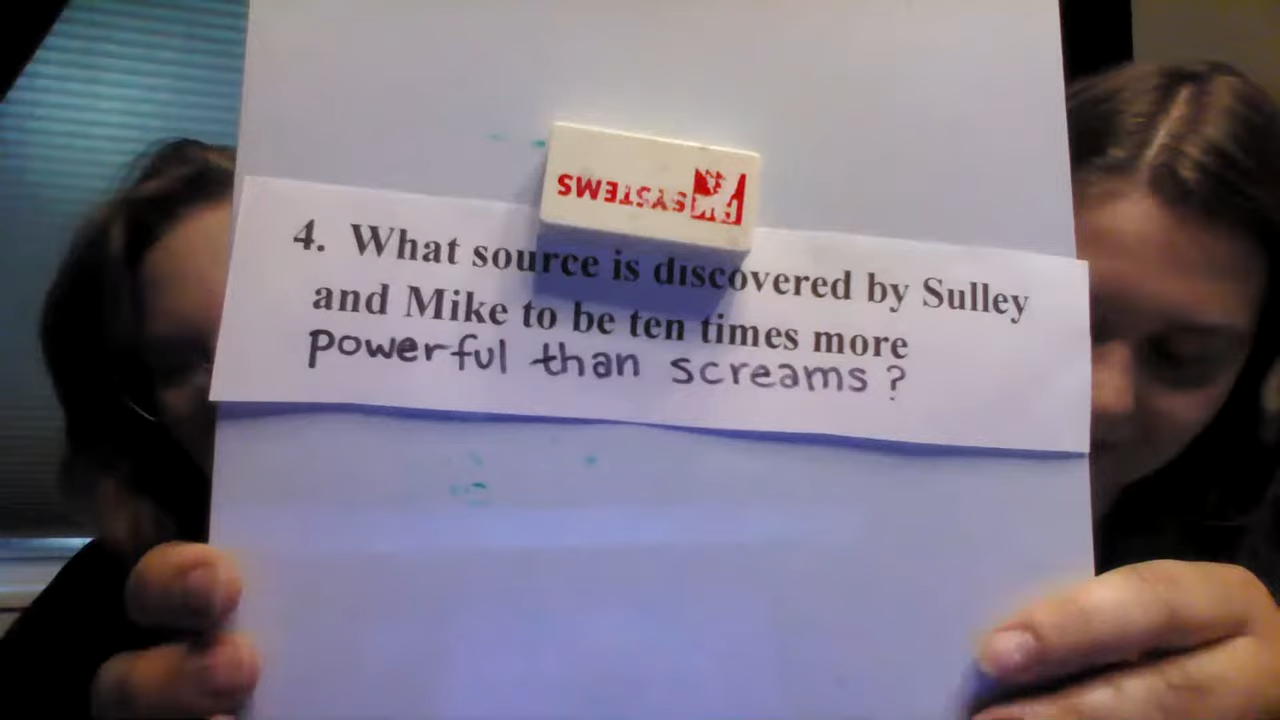 SYSTEMS
4. What source is discovered by Sulley
and Mike to be ten times more
powerful than screams?